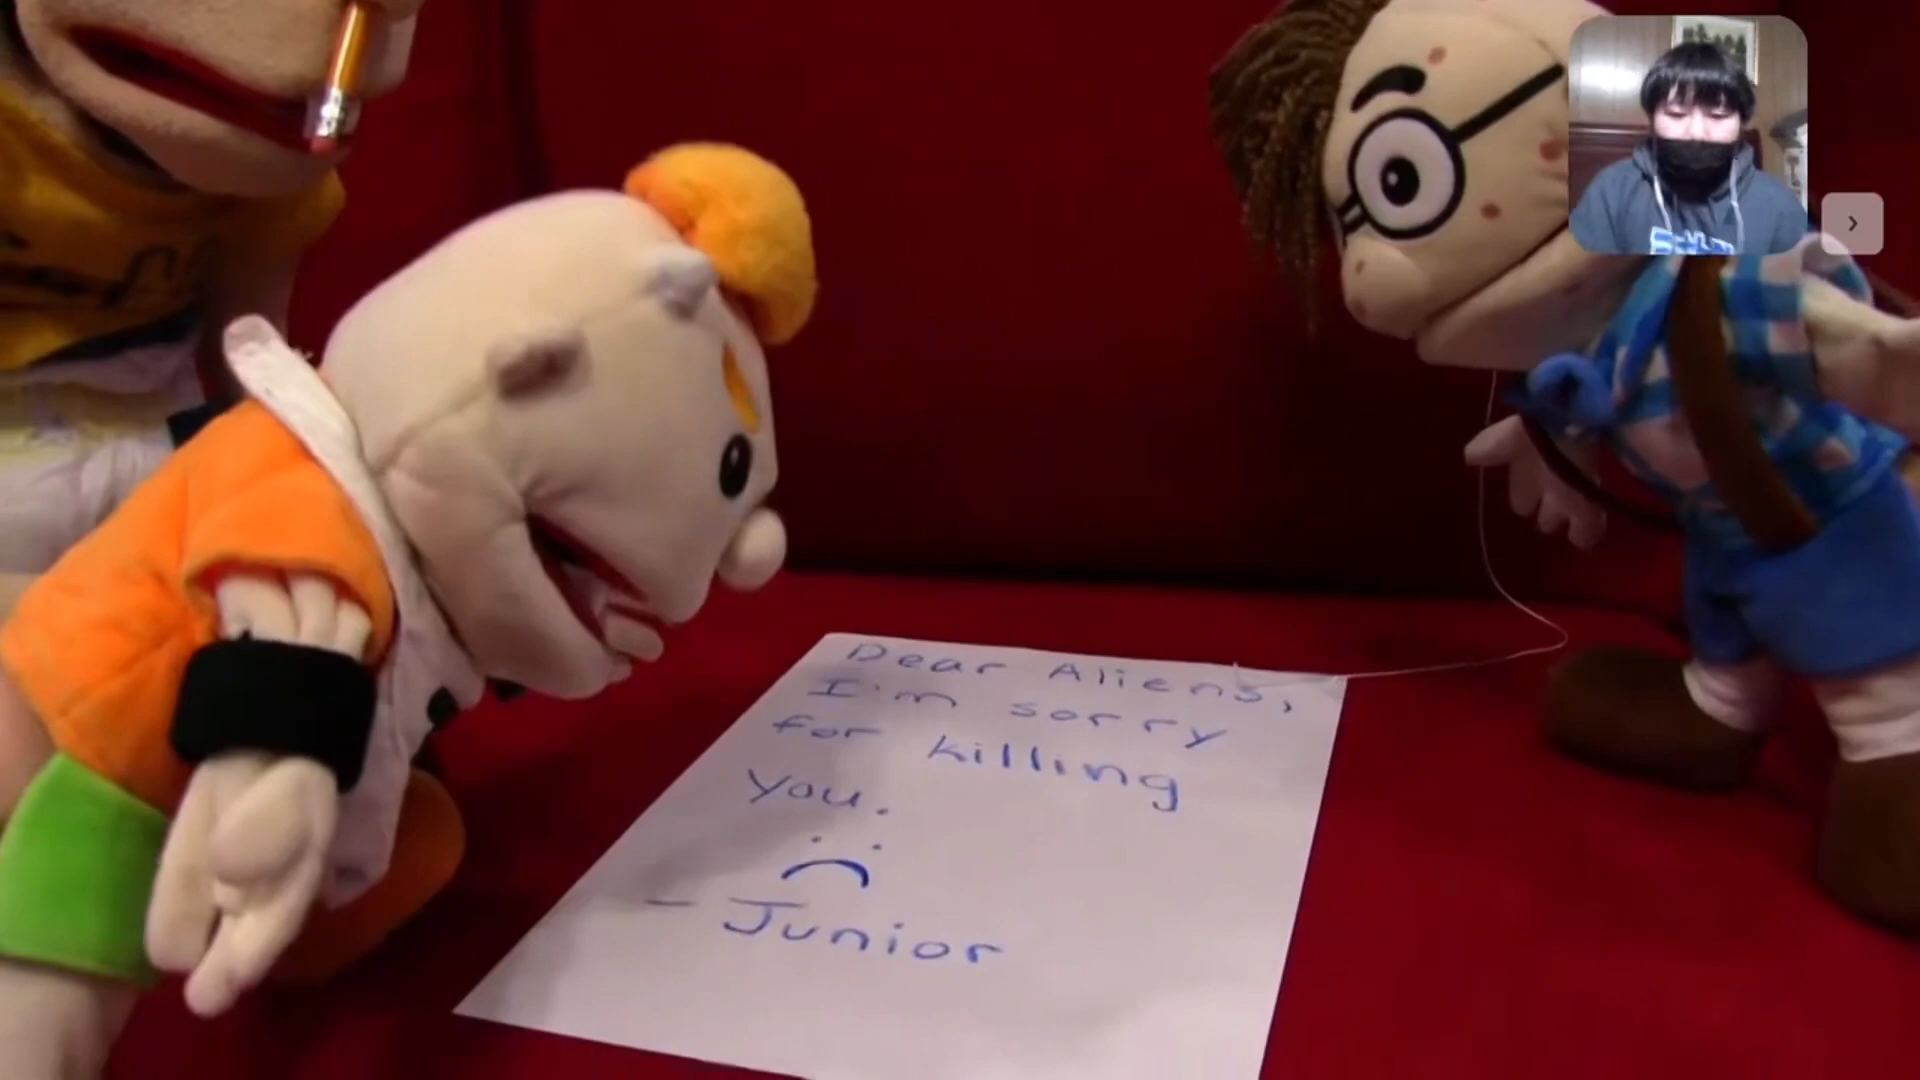 Dear Aliens,
I'm sorry
for killing
you.
- Junior